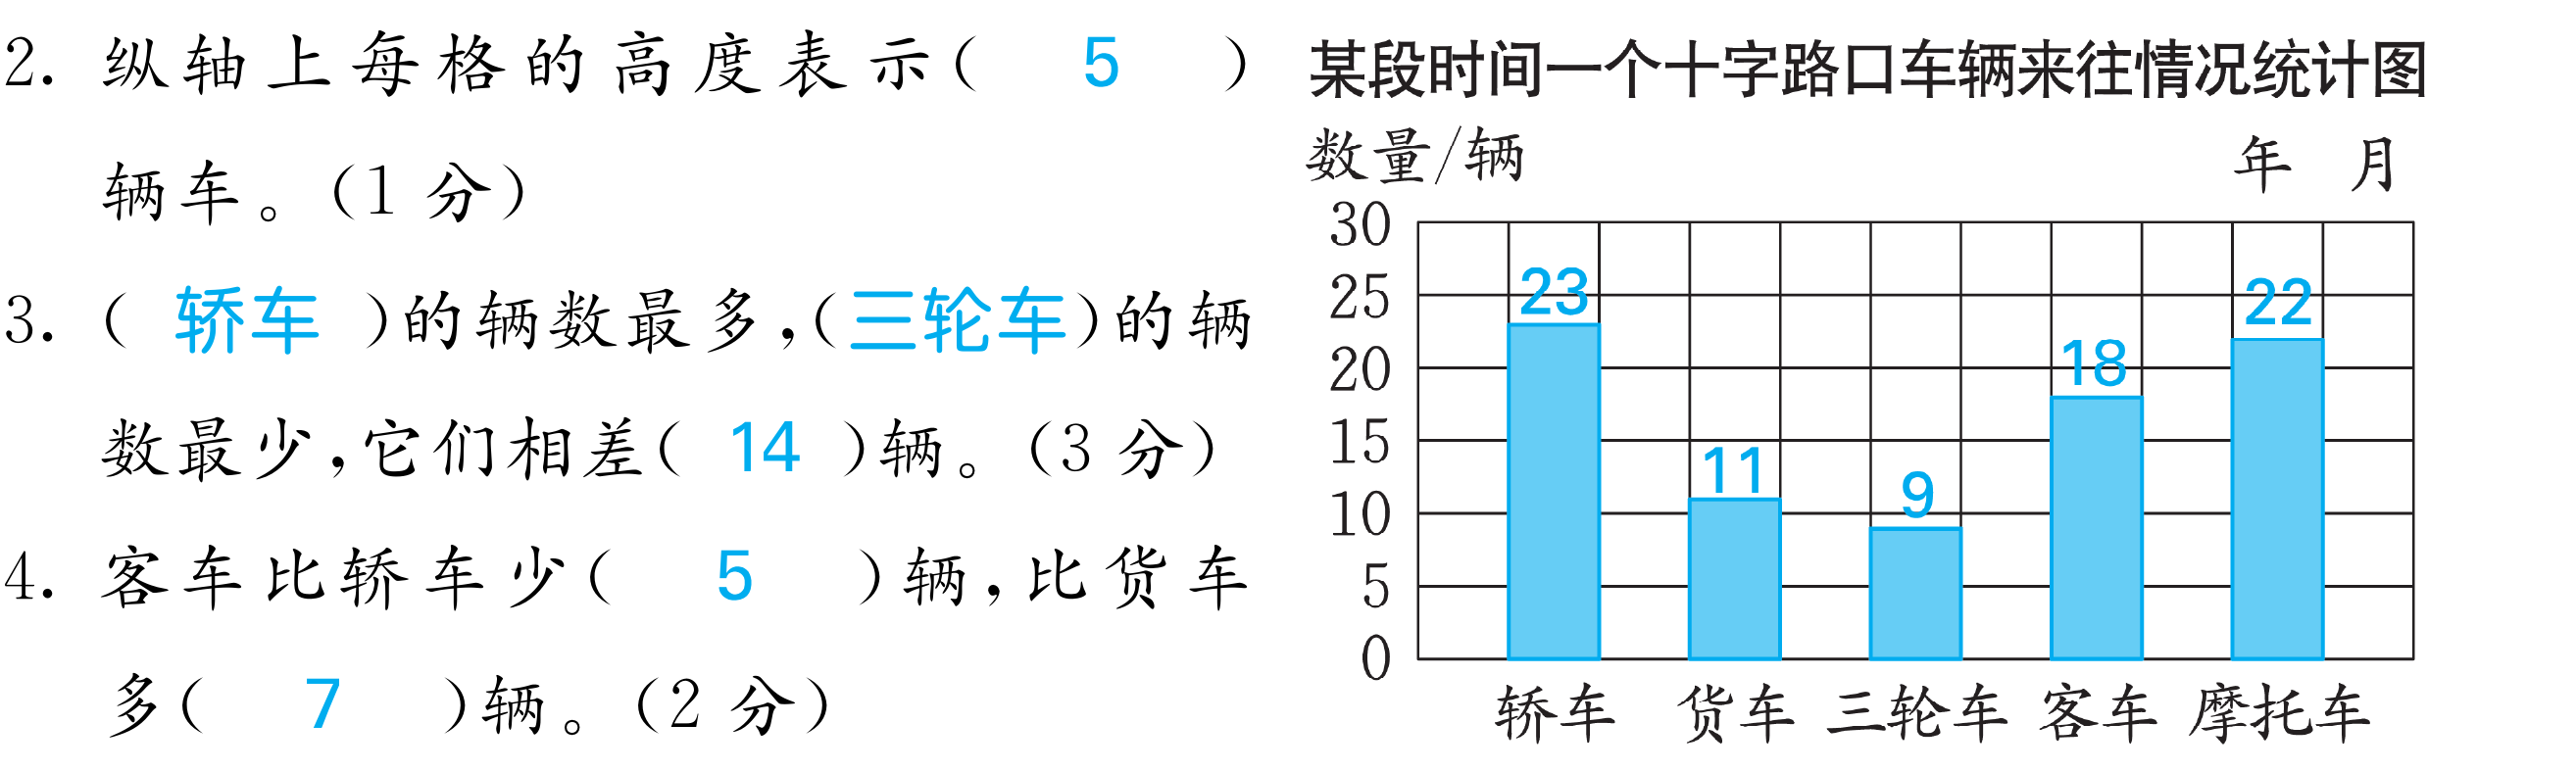 2. 纵轴上每格的高度表示( 5 )
辆车。(1 分)
3. ( 轿车 )的辆数最多,(三轮车)的辆
数最少,它们相差( 14 )辆。(3 分)
4. 客车比轿车少( 5 )辆,比货车
多( 7 )辆。(2 分)
某段时间一个十字路口车辆来往情况统计图
数量/辆 年 月
30
25
20
15
10
5
0
23
11
9
18
22
轿车 货车 三轮车 客车 摩托车